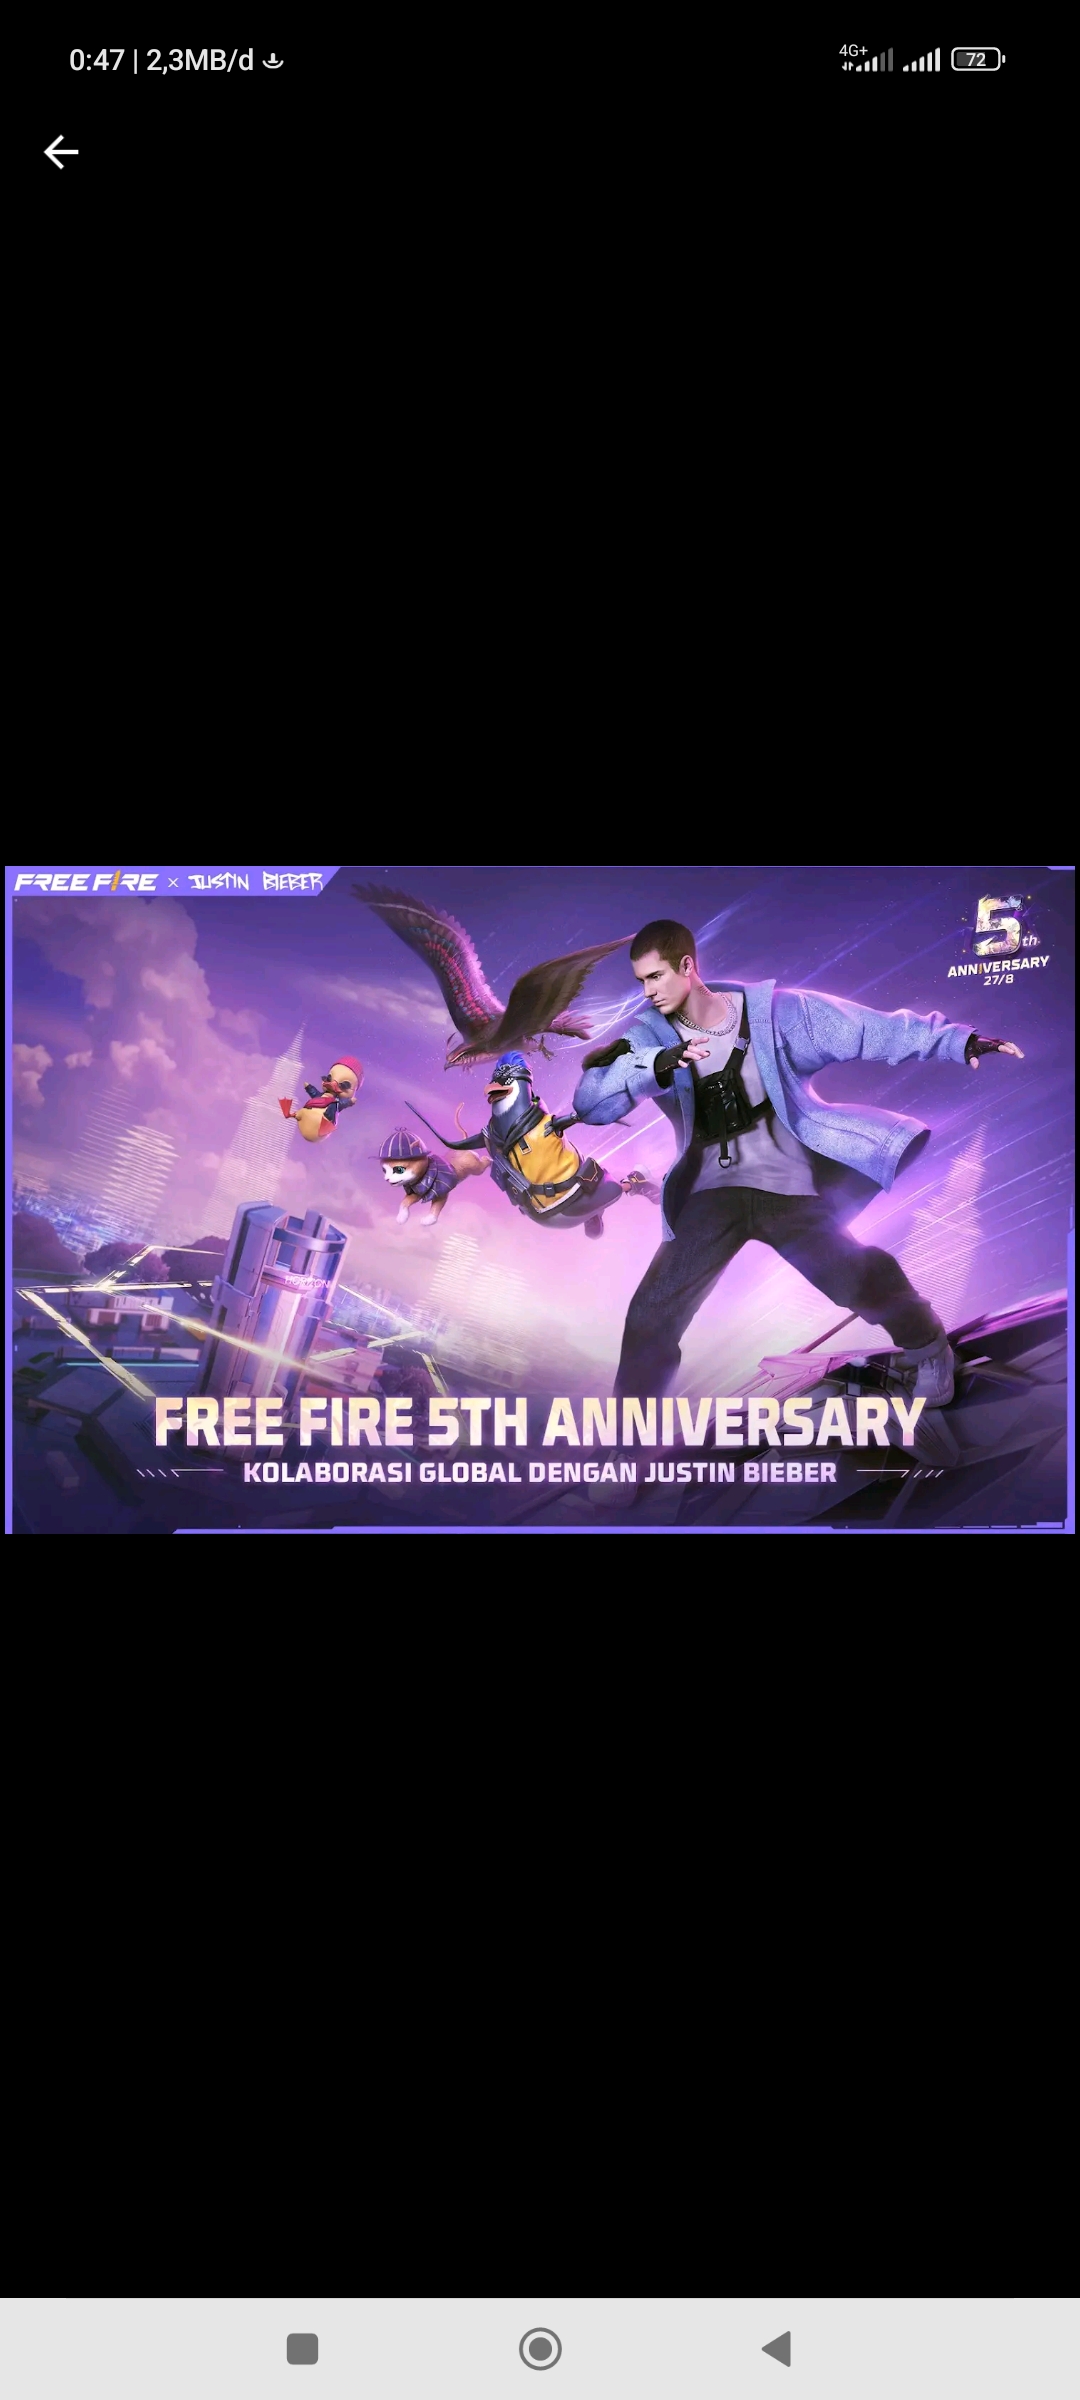 0:47 | 2,3MB/d
4G+
72
FREE FIRE × JUSTIN BIEBER
5th
ANNIVERSARY
27/8
HORIZON
FREE FIRE 5TH ANNIVERSARY
KOLABORASI GLOBAL DENGAN JUSTIN BIEBER